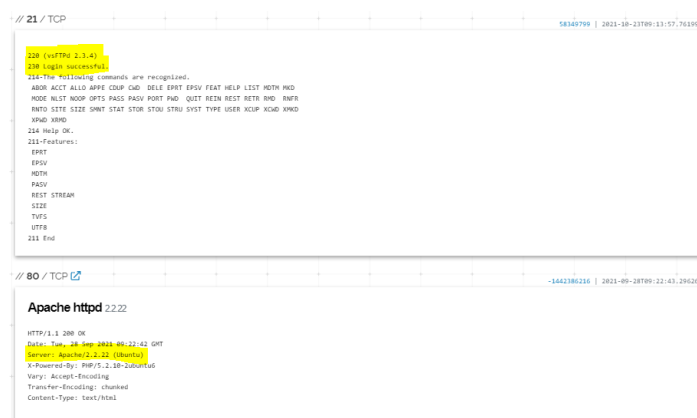 // 21 / TCP
58349799 | 2021-10-23T09:13:57.76199
220 (vsFTPd 2.3.4)
230 Login successful.
214-The following commands are recognized.
ABOR ACCT ALLO APPE CDUP CWD DELE EPRT EPSV FEAT HELP LIST MDTM MKD
MODE NLST NOOP OPTS PASS PASV PORT PWD QUIT REIN REST RETR RMD RNFR
RNTO SITE SIZE SMNT STAT STOR STOU STRU SYST TYPE USER XCUP XCWD XMKD
XPWD XRMD
214 Help OK.
211-Features:
EPRT
EPSV
MDTM
PASV
REST STREAM
SIZE
TVFS
UTF8
211 End
// 80 / TCP
-1442386216 | 2021-09-28T09:22:43.29626
Apache httpd 2.2.22
HTTP/1.1 200 OK
Date: Tue, 28 Sep 2021 09:22:42 GMT
Server: Apache/2.2.22 (Ubuntu)
X-Powered-By: PHP/5.2.10-2ubuntu6
Vary: Accept-Encoding
Transfer-Encoding: chunked
Content-Type: text/html